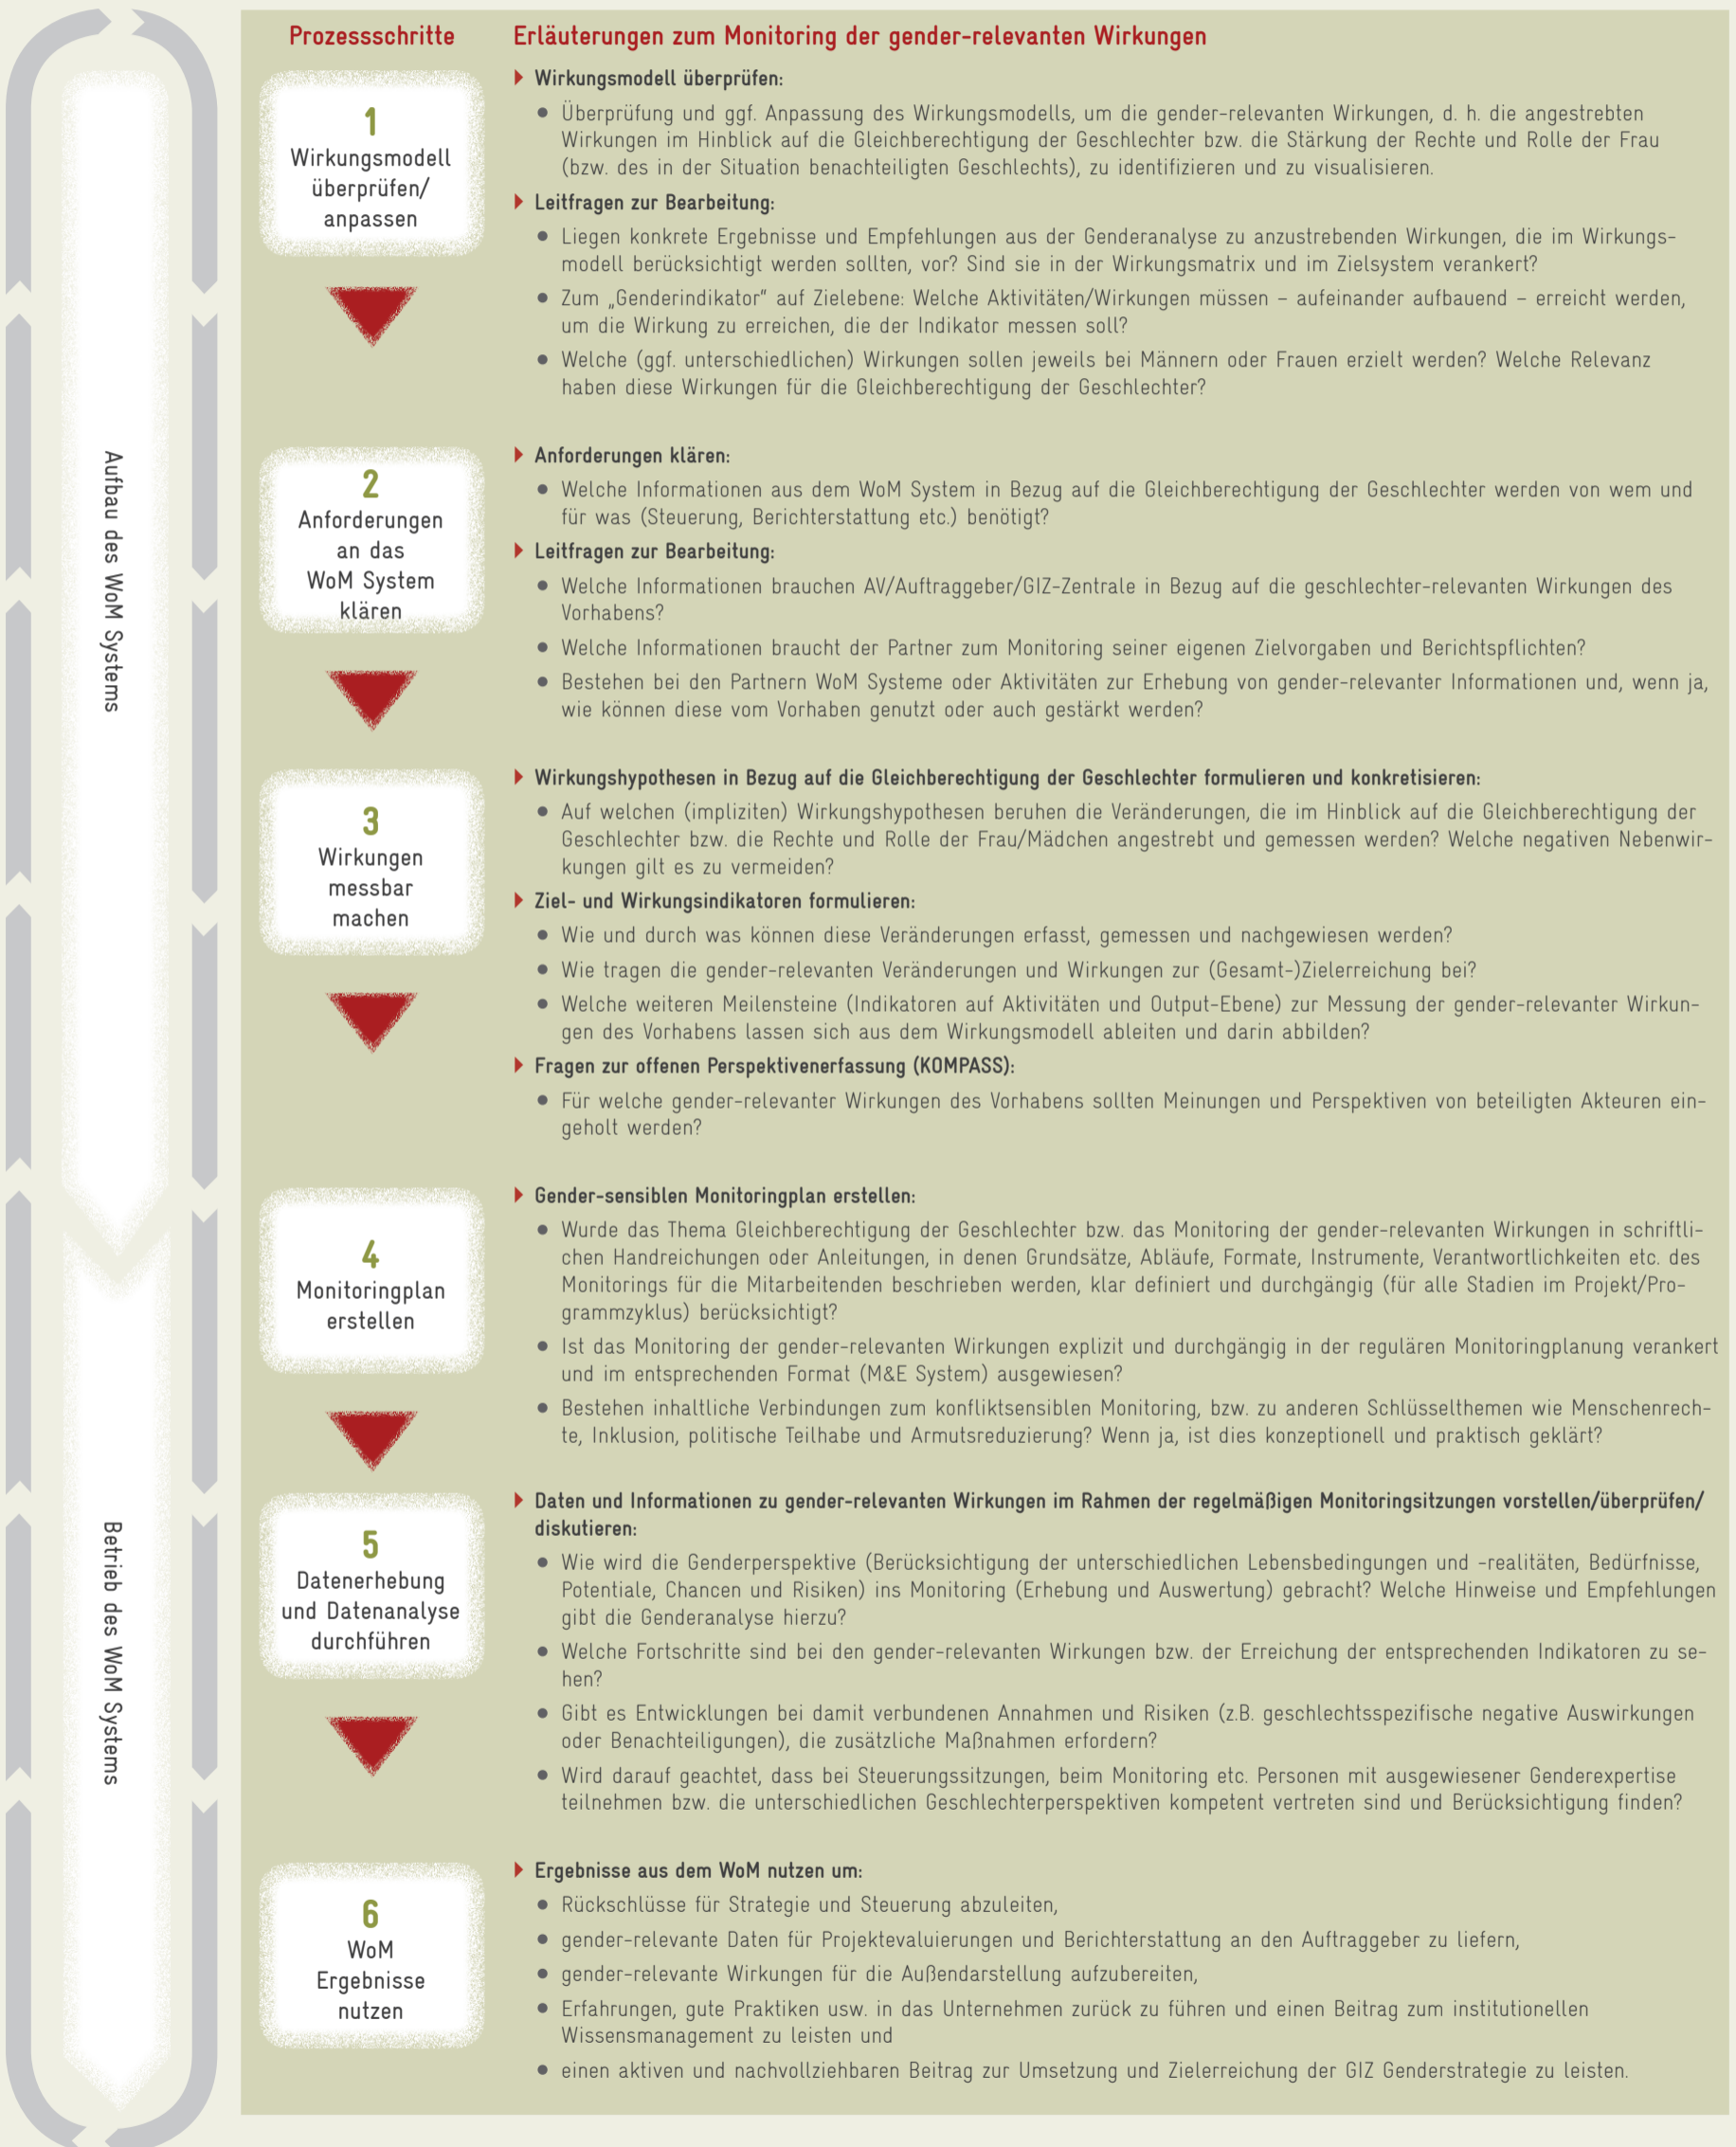 Prozessschritte
Erläuterungen zum Monitoring der gender-relevanten Wirkungen
Aufbau des WoM Systems
1
Wirkungsmodell
überprüfen/
anpassen
Wirkungsmodell überprüfen:
Überprüfung und ggf. Anpassung des Wirkungsmodells, um die gender-relevanten Wirkungen, d. h. die angestrebten
Wirkungen im Hinblick auf die Gleichberechtigung der Geschlechter bzw. die Stärkung der Rechte und Rolle der Frau
(bzw. des in der Situation benachteiligten Geschlechts), zu identifizieren und zu visualisieren.
Leitfragen zur Bearbeitung:
Liegen konkrete Ergebnisse und Empfehlungen aus der Genderanalyse zu anzustrebenden Wirkungen, die im Wirkungs-
modell berücksichtigt werden sollten, vor? Sind sie in der Wirkungsmatrix und im Zielsystem verankert?
Zum „Genderindikator“ auf Zielebene: Welche Aktivitäten/Wirkungen müssen – aufeinander aufbauend – erreicht werden,
um die Wirkung zu erreichen, die der Indikator messen soll?
Welche (ggf. unterschiedlichen) Wirkungen sollen jeweils bei Männern oder Frauen erzielt werden? Welche Relevanz
haben diese Wirkungen für die Gleichberechtigung der Geschlechter?
2
Anforderungen
an das
WoM System
klären
Anforderungen klären:
Welche Informationen aus dem WoM System in Bezug auf die Gleichberechtigung der Geschlechter werden von wem und
für was (Steuerung, Berichterstattung etc.) benötigt?
Leitfragen zur Bearbeitung:
Welche Informationen brauchen AV/Auftraggeber/GIZ-Zentrale in Bezug auf die geschlechter-relevanten Wirkungen des
Vorhabens?
Welche Informationen braucht der Partner zum Monitoring seiner eigenen Zielvorgaben und Berichtspflichten?
Bestehen bei den Partnern WoM Systeme oder Aktivitäten zur Erhebung von gender-relevanter Informationen und, wenn ja,
wie können diese vom Vorhaben genutzt oder auch gestärkt werden?
3
Wirkungen
messbar
machen
Wirkungshypothesen in Bezug auf die Gleichberechtigung der Geschlechter formulieren und konkretisieren:
Auf welchen (impliziten) Wirkungshypothesen beruhen die Veränderungen, die im Hinblick auf die Gleichberechtigung der
Geschlechter bzw. die Rechte und Rolle der Frau/Mädchen angestrebt und gemessen werden? Welche negativen Nebenwir-
kungen gilt es zu vermeiden?
Ziel- und Wirkungsindikatoren formulieren:
Wie und durch was können diese Veränderungen erfasst, gemessen und nachgewiesen werden?
Wie tragen die gender-relevanten Veränderungen und Wirkungen zur (Gesamt-)Zielerreichung bei?
Welche weiteren Meilensteine (Indikatoren auf Aktivitäten und Output-Ebene) zur Messung der gender-relevanter Wirkun-
gen des Vorhabens lassen sich aus dem Wirkungsmodell ableiten und darin abbilden?
Fragen zur offenen Perspektivenerfassung (KOMPASS):
Für welche gender-relevanter Wirkungen des Vorhabens sollten Meinungen und Perspektiven von beteiligten Akteuren ein-
geholt werden?
Betrieb des WoM Systems
4
Monitoringplan
erstellen
Gender-sensiblen Monitoringplan erstellen:
Wurde das Thema Gleichberechtigung der Geschlechter bzw. das Monitoring der gender-relevanten Wirkungen in schriftli-
chen Handreichungen oder Anleitungen, in denen Grundsätze, Abläufe, Formate, Instrumente, Verantwortlichkeiten etc. des
Monitorings für die Mitarbeitenden beschrieben werden, klar definiert und durchgängig (für alle Stadien im Projekt/Pro-
grammzyklus) berücksichtigt?
Ist das Monitoring der gender-relevanten Wirkungen explizit und durchgängig in der regulären Monitoringplanung verankert
und im entsprechenden Format (M&E System) ausgewiesen?
Bestehen inhaltliche Verbindungen zum konfliktsensiblen Monitoring, bzw. zu anderen Schlüsselthemen wie Menschenrech-
te, Inklusion, politische Teilhabe und Armutsreduzierung? Wenn ja, ist dies konzeptionell und praktisch geklärt?
5
Datenerhebung
und Datenanalyse
durchführen
Daten und Informationen zu gender-relevanten Wirkungen im Rahmen der regelmäßigen Monitoringsitzungen vorstellen/überprüfen/
diskutieren:
Wie wird die Genderperspektive (Berücksichtigung der unterschiedlichen Lebensbedingungen und -realitäten, Bedürfnisse,
Potentiale, Chancen und Risiken) ins Monitoring (Erhebung und Auswertung) gebracht? Welche Hinweise und Empfehlungen
gibt die Genderanalyse hierzu?
Welche Fortschritte sind bei den gender-relevanten Wirkungen bzw. der Erreichung der entsprechenden Indikatoren zu se-
hen?
Gibt es Entwicklungen bei damit verbundenen Annahmen und Risiken (z.B. geschlechtsspezifische negative Auswirkungen
oder Benachteiligungen), die zusätzliche Maßnahmen erfordern?
Wird darauf geachtet, dass bei Steuerungssitzungen, beim Monitoring etc. Personen mit ausgewiesener Genderexpertise
teilnehmen bzw. die unterschiedlichen Geschlechterperspektiven kompetent vertreten sind und Berücksichtigung finden?
6
WoM
Ergebnisse
nutzen
Ergebnisse aus dem WoM nutzen um:
Rückschlüsse für Strategie und Steuerung abzuleiten,
gender-relevante Daten für Projektevaluierungen und Berichterstattung an den Auftraggeber zu liefern,
gender-relevante Wirkungen für die Außendarstellung aufzubereiten,
Erfahrungen, gute Praktiken usw. in das Unternehmen zurück zu führen und einen Beitrag zum institutionellen
Wissensmanagement zu leisten und
einen aktiven und nachvollziehbaren Beitrag zur Umsetzung und Zielerreichung der GIZ Genderstrategie zu leisten.